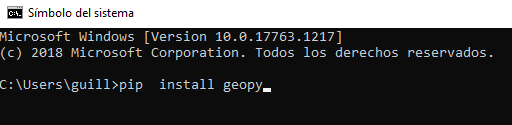 Símbolo del sistema
Microsoft Windows [Version 10.0.17763.1217]
(c) 2018 Microsoft Corporation. Todos los derechos reservados.
C:\Users\guill>pip  install geopy